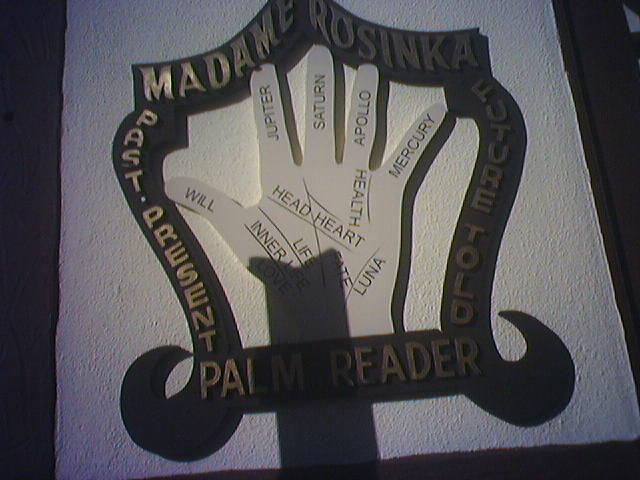 MADAME ROSINKA
PAST. PRESENT
FUTURE TOLD
JUPITER
SATURN
APOLLO
MERCURY
WILL
HEALTH
HEAD
HEART
LIFE
INNER LIFE
LOVE
FATE
LUNA
PALM READER